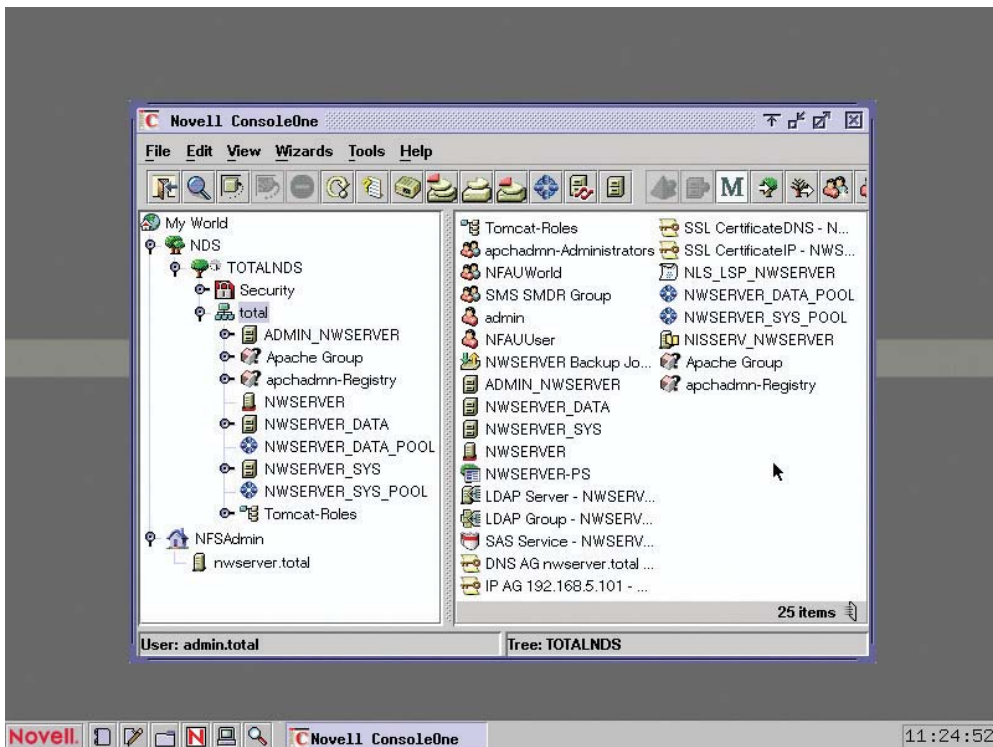 Novell ConsoleOne
File Edit View Wizards Tools Help
M
My World
NDS
TOTALNDS
Security
total
ADMIN_NWSERVER
Apache Group
apchadmn-Registry
NWSERVER
NWSERVER_DATA
NWSERVER_DATA_POOL
NWSERVER_SYS
NWSERVER_SYS_POOL
Tomcat-Roles
NFSAdmin
nwserver.total
Tomcat-Roles
apchadmn-Administrators
NFAUWorld
SMS SMDR Group
admin
NFAUUser
NWSERVER Backup Jo...
ADMIN_NWSERVER
NWSERVER_DATA
NWSERVER_SYS
NWSERVER
NWSERVER-PS
LDAP Server - NWSERV...
LDAP Group - NWSERV...
SAS Service - NWSERV...
DNS AG nwserver.total ...
IP AG 192.168.5.101 - ...
SSL CertificateDNS - N...
SSL CertificateIP - NWS...
NLS_LSP_NWSERVER
NWSERVER_DATA_POOL
NWSERVER_SYS_POOL
NISSERV_NWSERVER
Apache Group
apchadmn-Registry
25 items
User: admin.total
Tree: TOTALNDS
Novell.
N
Novell ConsoleOne
11:24:52